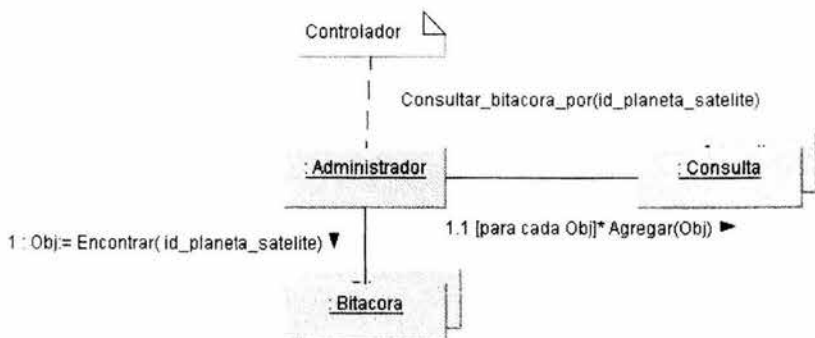 Controlador
Consultar_bitacora_por(id_planeta_satelite)
: Administrador
: Consulta
1 : Obj:= Encontrar( id_planeta_satelite)
1.1 [para cada Obj]* Agregar(Obj)
: Bitacora